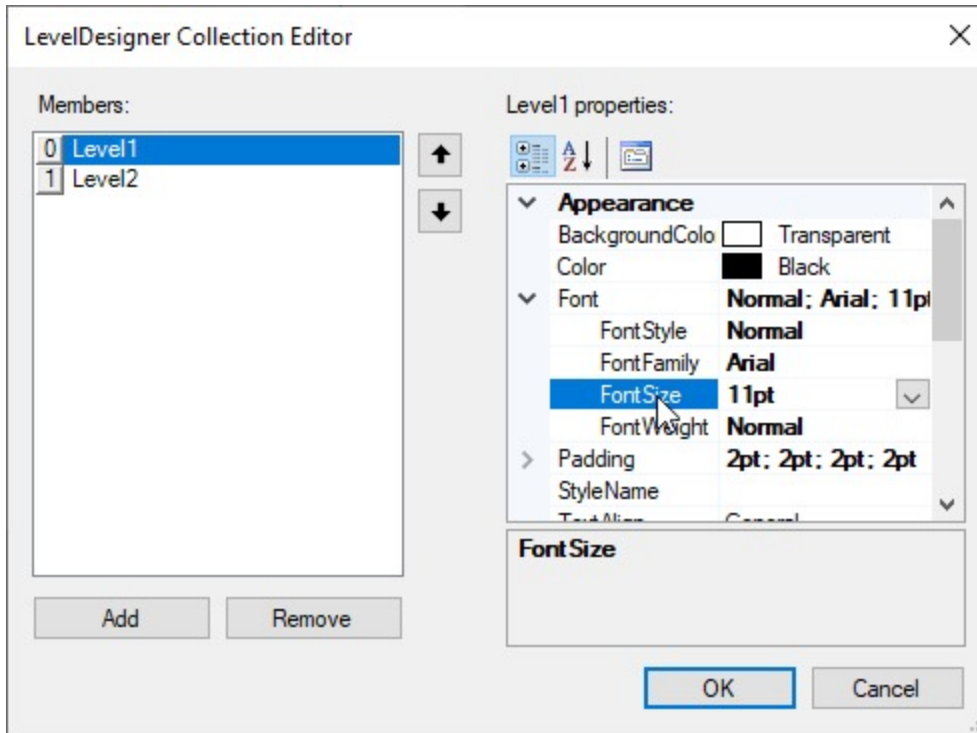 LevelDesigner Collection Editor
Members:
0 Level1
1 Level2
Add
Remove
Level1 properties:
A Z
Appearance
BackgroundColo Transparent
Color Black
Font Normal; Arial; 11pt
FontStyle Normal
FontFamily Arial
FontSize 11pt
FontWeight Normal
Padding 2pt; 2pt; 2pt; 2pt
StyleName
TextAlign General
FontSize
OK
Cancel